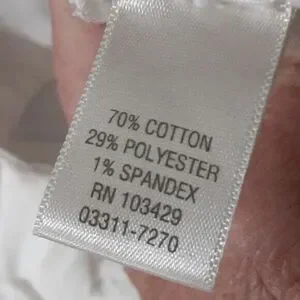 70% COTTON
29% POLYESTER
1% SPANDEX
RN 103429
03311-7270